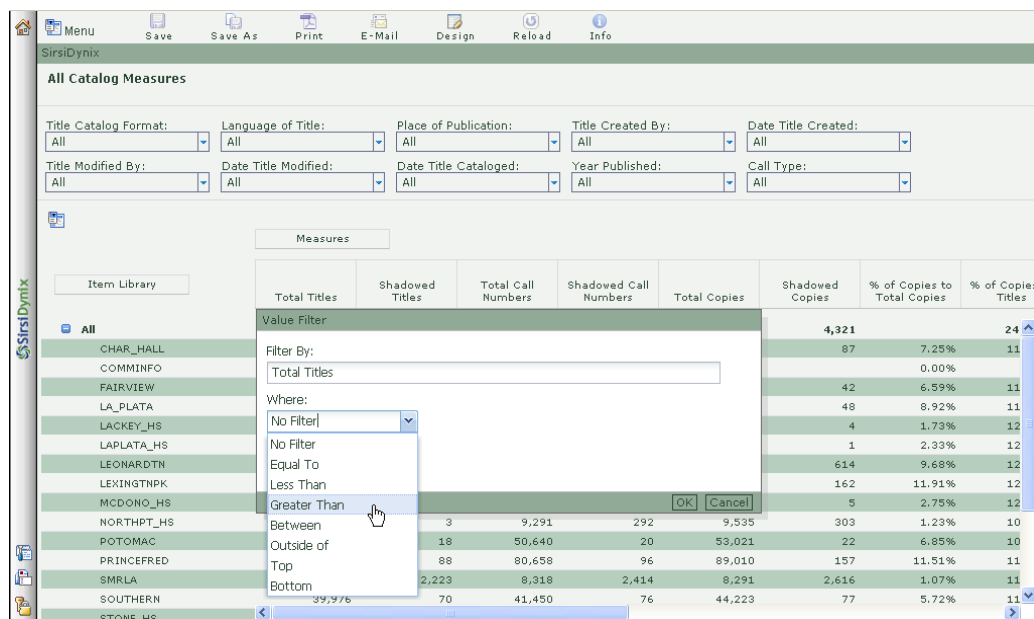 Menu Save Save As Print E-Mail Design Reload Info
SirsiDynix
All Catalog Measures
Title Catalog Format: Language of Title: Place of Publication: Title Created By: Date Title Created:
All All All All All
Title Modified By: Date Title Modified: Date Title Cataloged: Year Published: Call Type:
All All All All All
Measures
Item Library
Total Titles Shadowed Titles Total Call Numbers Shadowed Call Numbers Total Copies Shadowed Copies % of Copies to Total Copies % of Copies Titles
SirsiDynix
All 4,321 24
Value Filter
CHAR_HALL 87 7.25% 11
Filter By:
COMMINFO 0.00%
Total Titles
FAIRVIEW 42 6.59% 11
Where:
LA_PLATA 48 8.92% 11
No Filter
LACKEY_HS 4 1.73% 12
No Filter
LAPLATA_HS 1 2.33% 12
Equal To
LEONARDTN 614 9.68% 12
Less Than
LEXINGTNPK 162 11.91% 12
Greater Than
OK Cancel
MCDONO_HS 5 2.75% 12
Between
NORTHPT_HS 3 9,291 292 9,535 303 1.23% 10
Outside of
POTOMAC 18 50,640 20 53,021 22 6.85% 10
Top
PRINCEFRED 88 80,658 96 89,010 157 11.51% 11
Bottom
SMRLA 2,223 8,318 2,414 8,291 2,616 1.07% 11
SOUTHERN 39,976 70 41,450 76 44,223 77 5.72% 11
STONE_HS